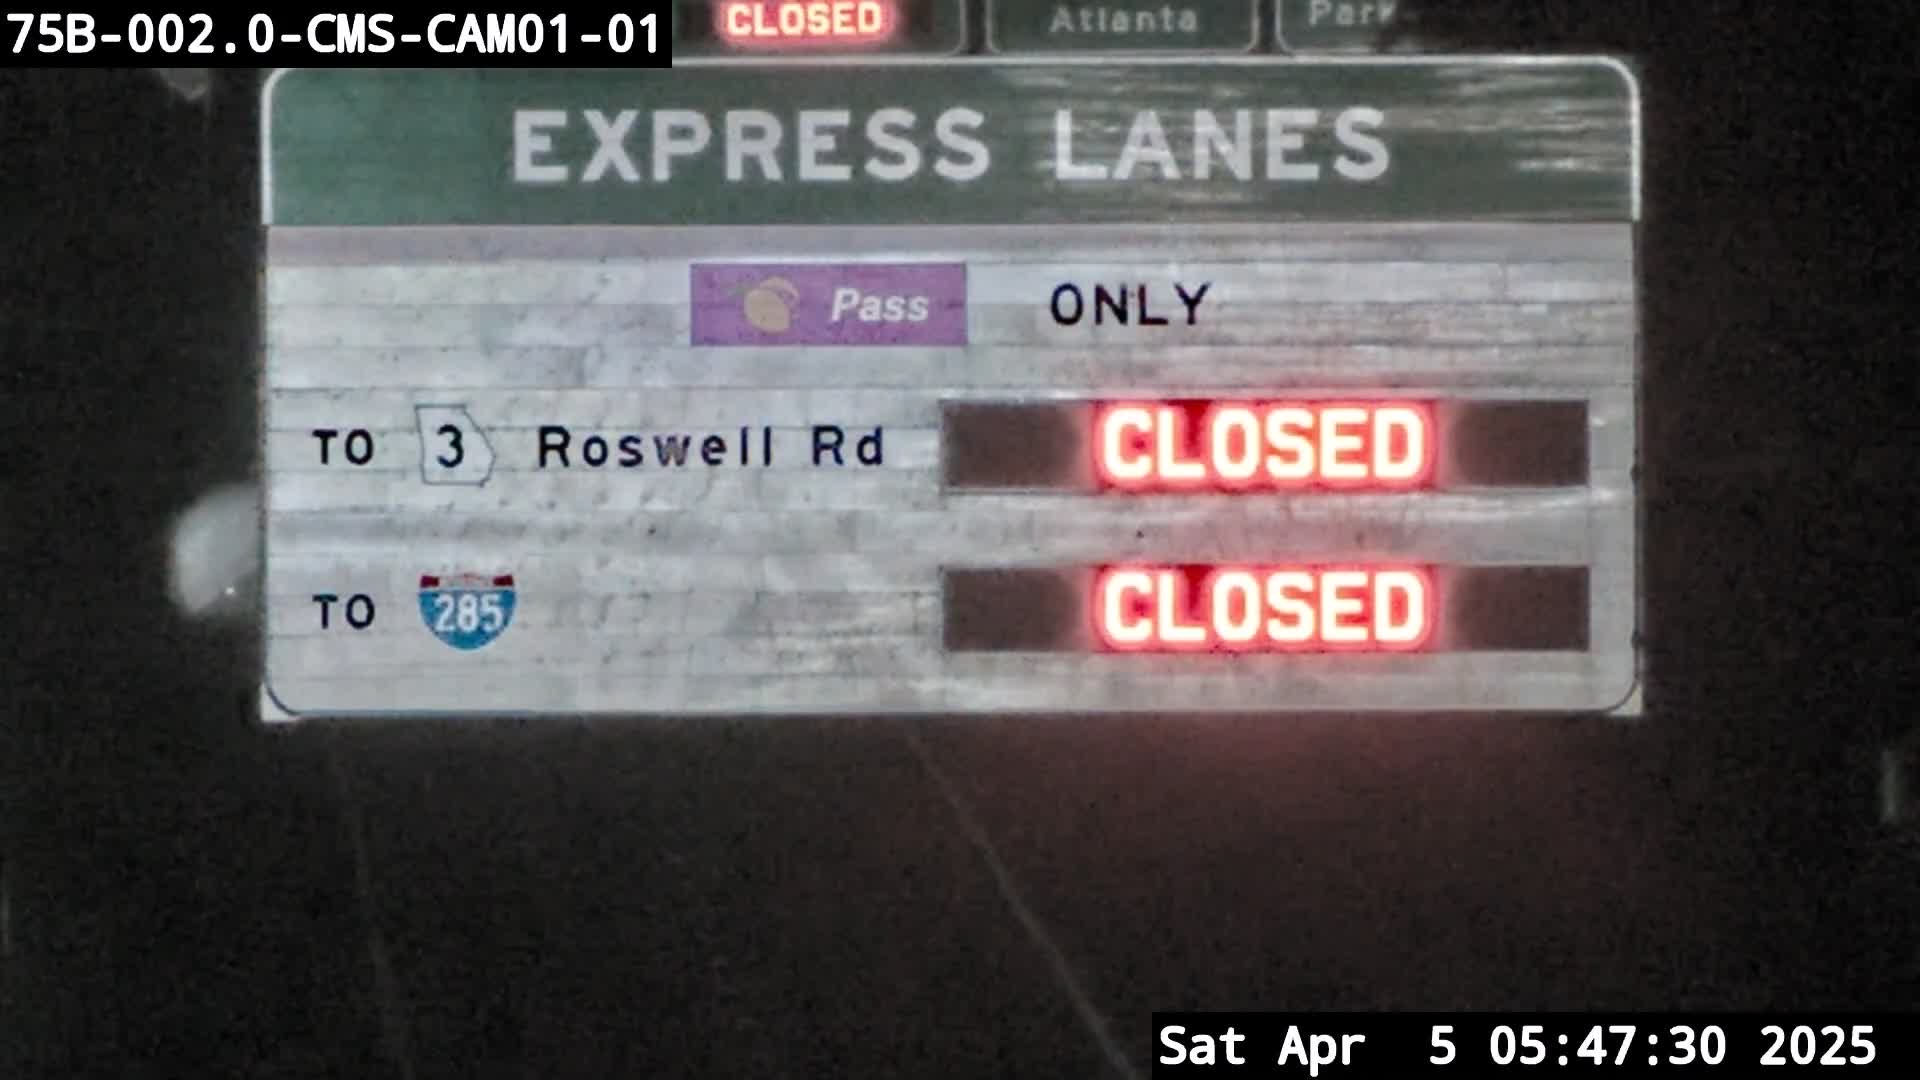 75B-002.0-CMS-CAM01-01
CLOSED
Atlanta
Park
EXPRESS LANES
Pass ONLY
TO 3 Roswell Rd CLOSED
TO 285 CLOSED
Sat Apr 5 05:47:30 2025